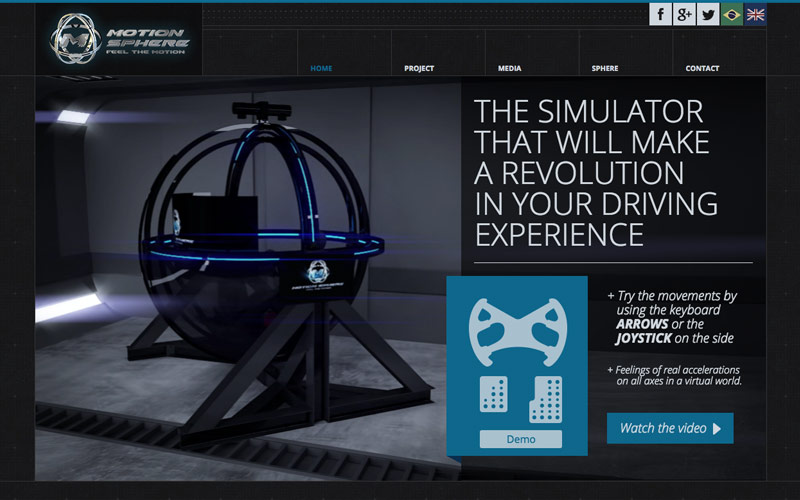 MOTION
SPHERE
FEEL THE MOTION
f g+
HOME PROJECT MEDIA SPHERE CONTACT
THE SIMULATOR
THAT WILL MAKE
A REVOLUTION
IN YOUR DRIVING
EXPERIENCE
MOTION SPHERE
+ Try the movements by
using the keyboard
ARROWS or the
JOYSTICK on the side
+ Feelings of real accelerations
on all axes in a virtual world.
Demo
Watch the video